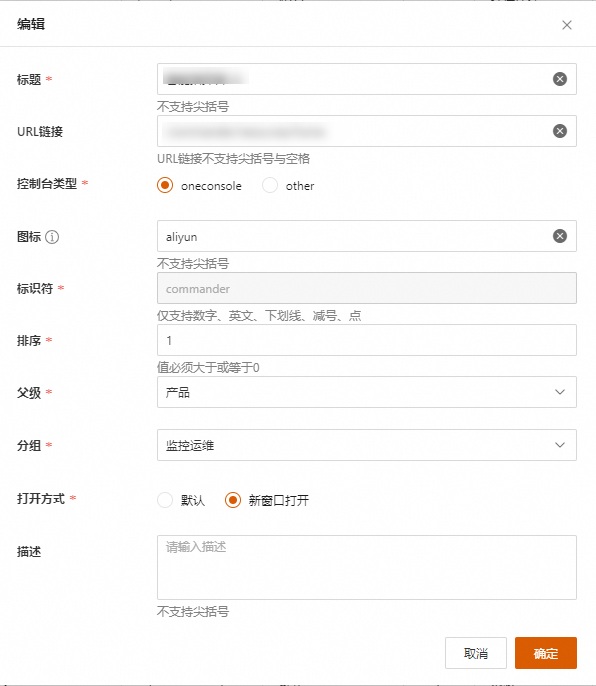 编辑
标题 *
不支持尖括号
URL链接
URL链接不支持尖括号与空格
控制台类型 * oneconsole other
图标 aliyun
不支持尖括号
标识符 * commander
仅支持数字、英文、下划线、减号、点
排序 * 1
值必须大于或等于0
父级 * 产品
分组 * 监控运维
打开方式 * 默认 新窗口打开
描述 请输入描述
不支持尖括号
取消 确定